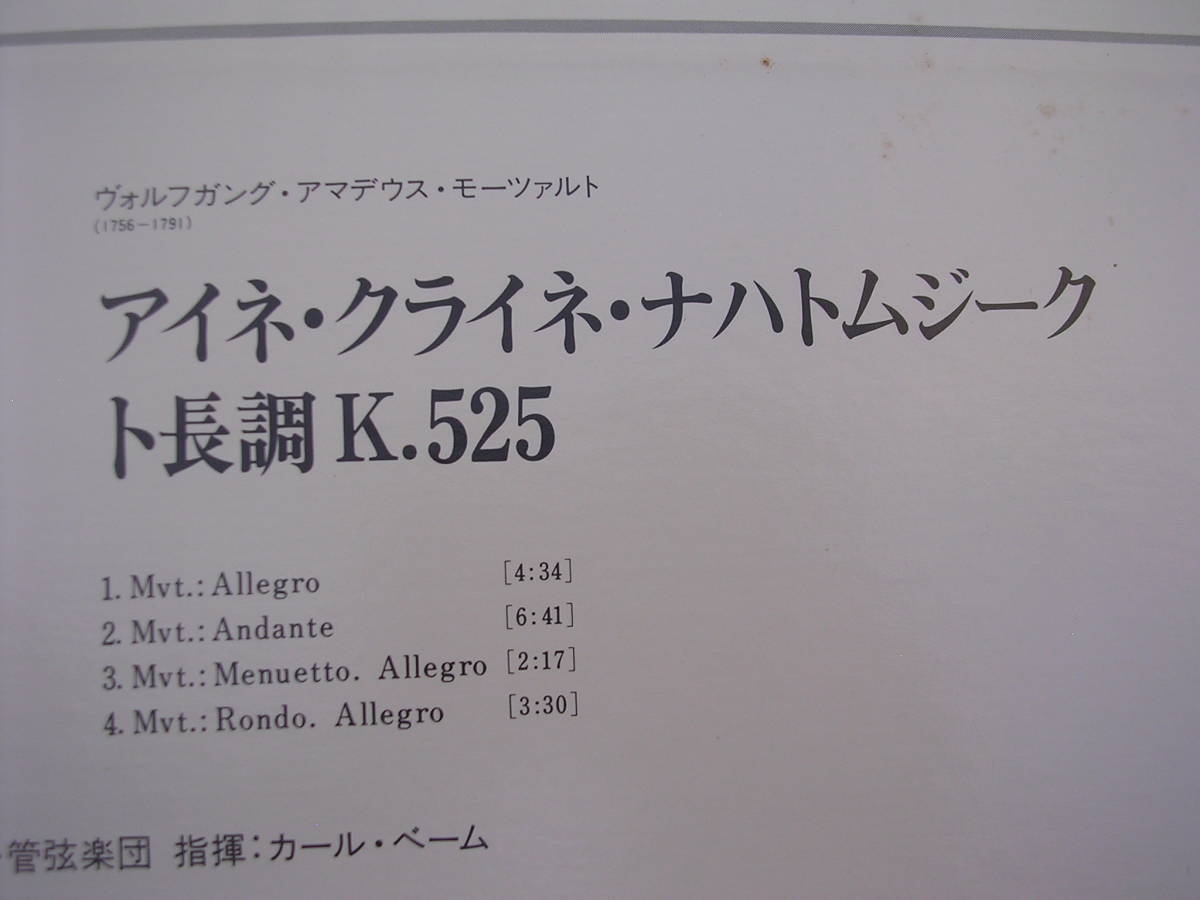 ヴォルフガング・アマデウス・モーツァルト
(1756－1791)
アイネ・クライネ・ナハトムジーク
ト長調K.525
1. Mvt.: Allegro [4:34]
2. Mvt.: Andante [6:41]
3. Mvt.: Menuetto. Allegro [2:17]
4. Mvt.: Rondo. Allegro [3:30]
管弦楽団 指揮：カール・ベーム